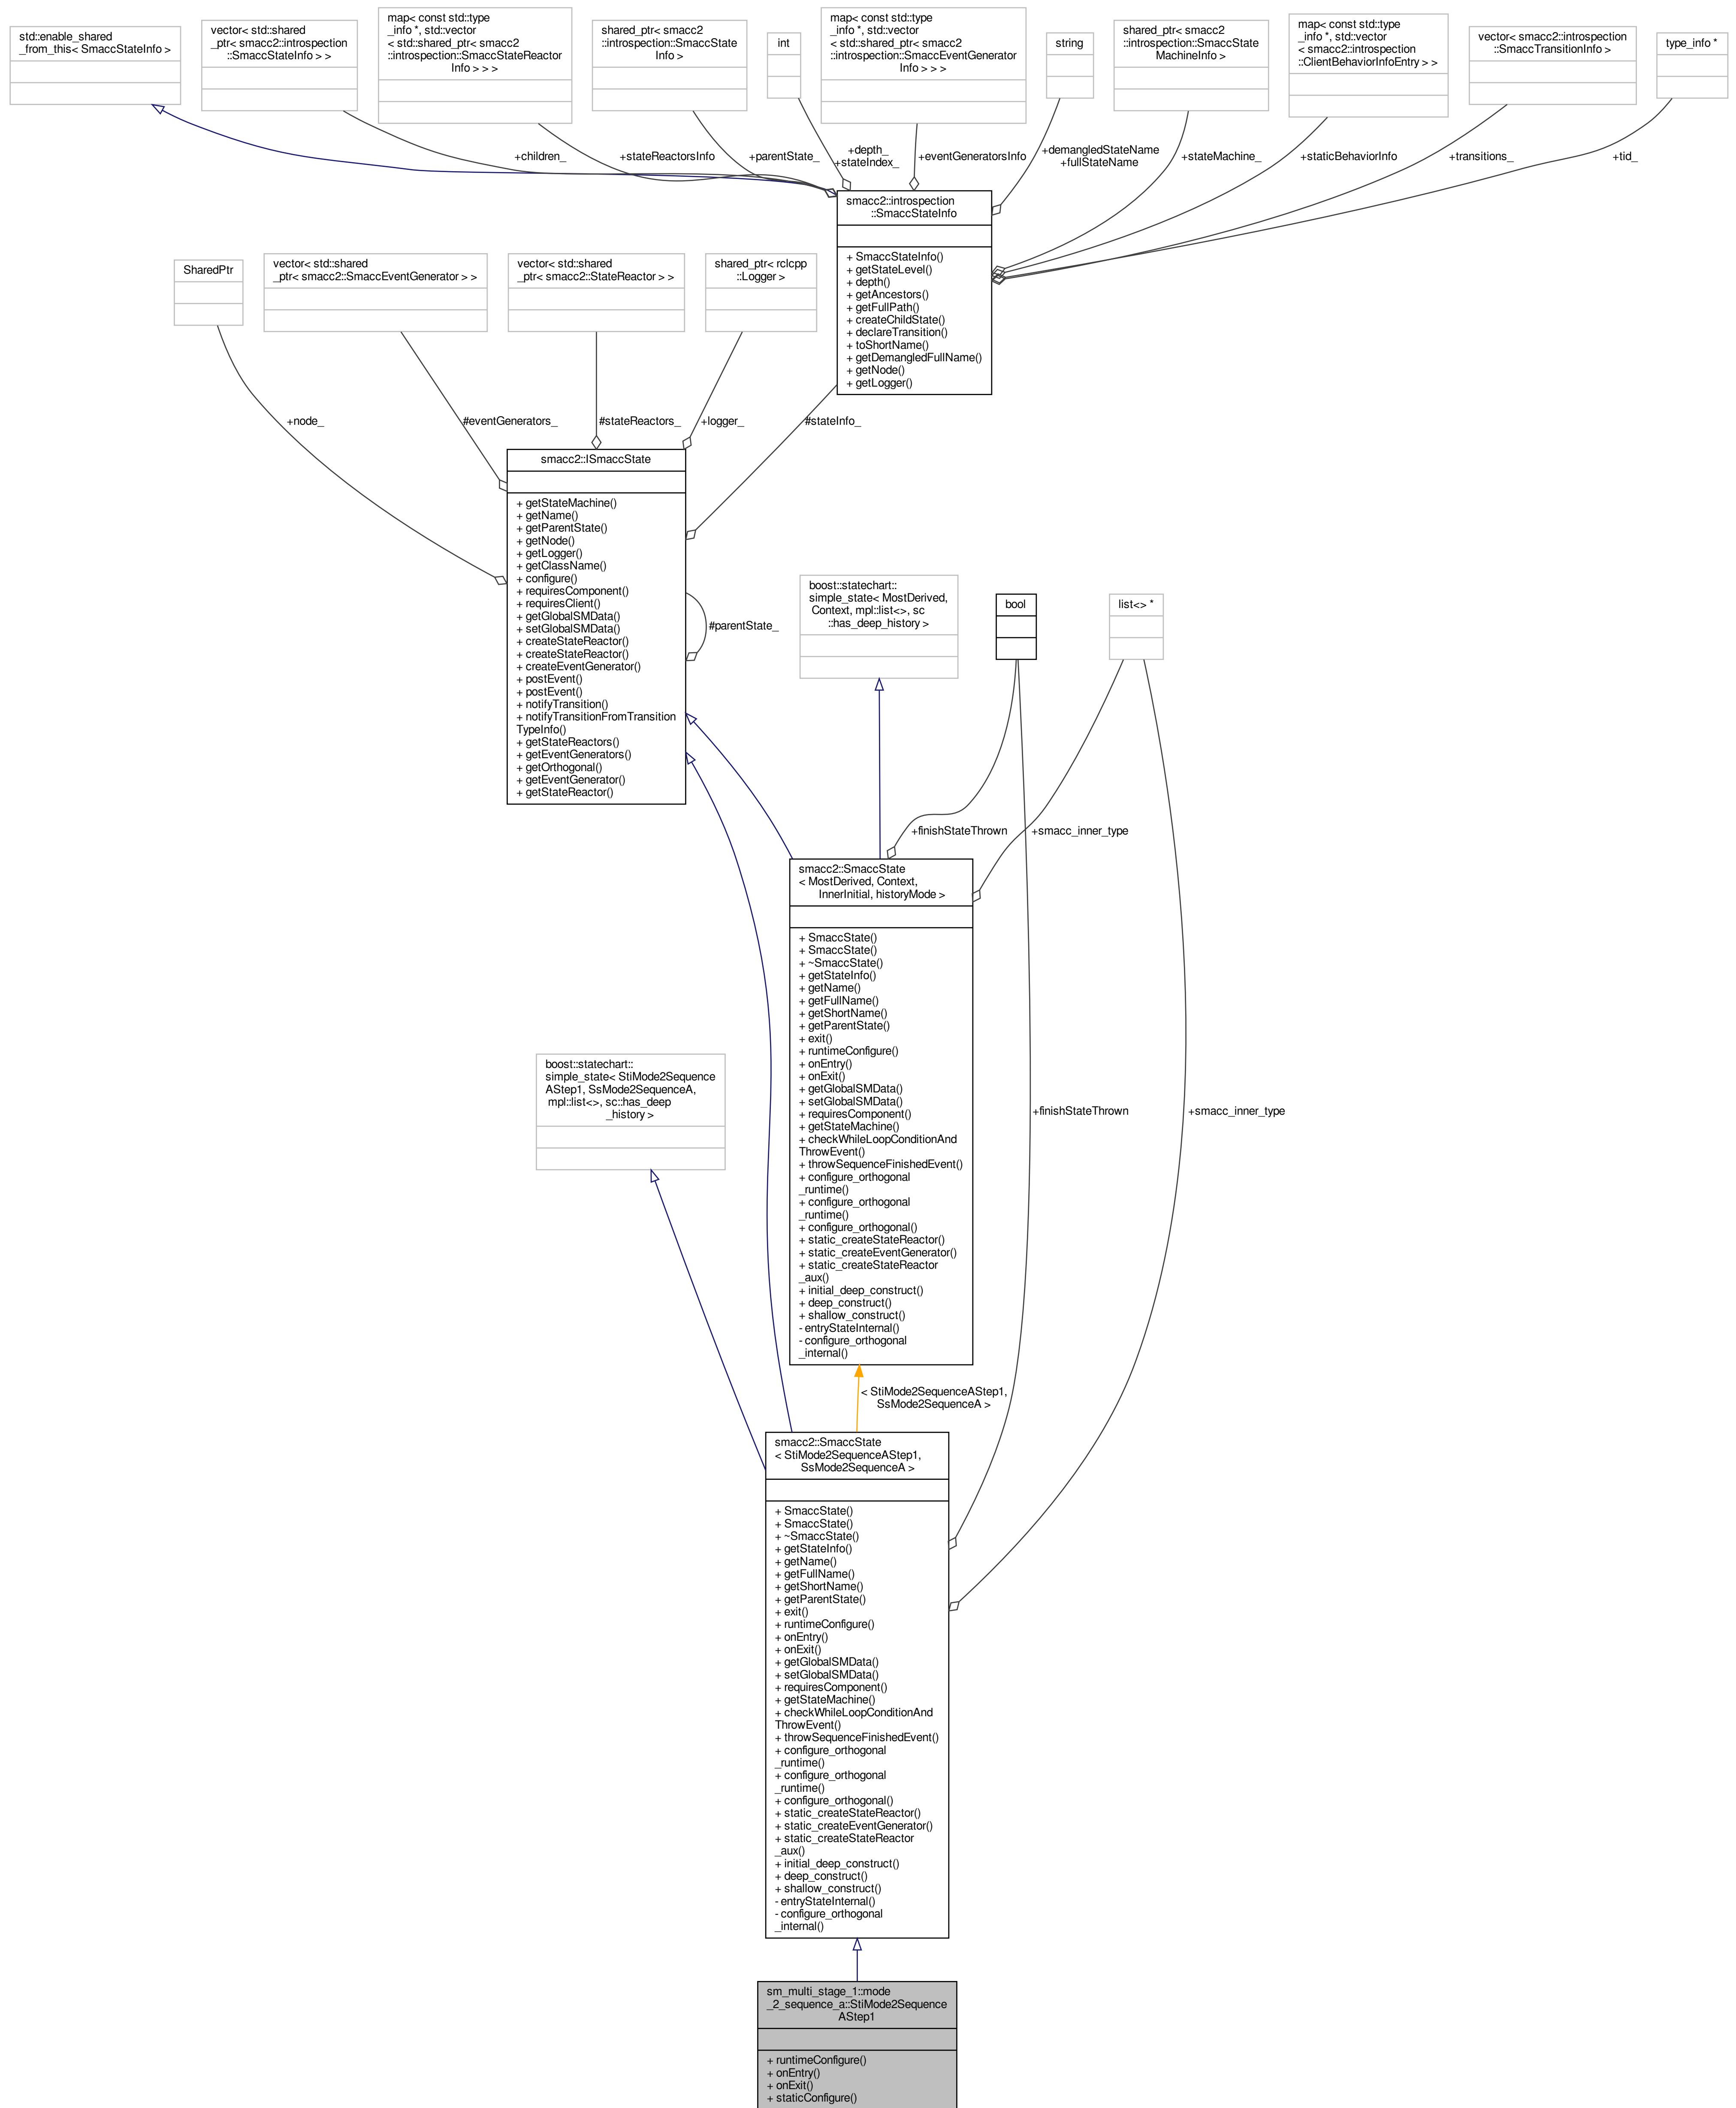 std::enable_shared
_from_this< SmaccStateInfo >
vector< std::shared
_ptr< smacc2::introspection
::SmaccStateInfo > >
map< const std::type
_info *, std::vector
< std::shared_ptr< smacc2
::introspection::SmaccStateReactor
Info > > >
shared_ptr< smacc2
::introspection::SmaccState
Info >
int
map< const std::type
_info *, std::vector
< std::shared_ptr< smacc2
::introspection::SmaccEventGenerator
Info > > >
string
shared_ptr< smacc2
::introspection::SmaccState
MachineInfo >
map< const std::type
_info *, std::vector
< smacc2::introspection
::ClientBehaviorInfoEntry > >
vector< smacc2::introspection
::SmaccTransitionInfo >
type_info *
+children_
+stateReactorsInfo
+parentState_
+depth_
+stateIndex_
+eventGeneratorsInfo
+demangledStateName
+fullStateName
+stateMachine_
+staticBehaviorInfo
+transitions_
+tid_
smacc2::introspection
::SmaccStateInfo
+ SmaccStateInfo()
+ getStateLevel()
+ depth()
+ getAncestors()
+ getFullPath()
+ createChildState()
+ declareTransition()
+ toShortName()
+ getDemangledFullName()
+ getNode()
+ getLogger()
SharedPtr
vector< std::shared
_ptr< smacc2::SmaccEventGenerator > >
vector< std::shared
_ptr< smacc2::StateReactor > >
shared_ptr< rclcpp
::Logger >
+node_
#eventGenerators_
#stateReactors_
+logger_
#stateInfo_
smacc2::ISmaccState
+ getStateMachine()
+ getName()
+ getParentState()
+ getNode()
+ getLogger()
+ getClassName()
+ configure()
+ requiresComponent()
+ requiresClient()
+ getGlobalSMData()
+ setGlobalSMData()
+ createStateReactor()
+ createStateReactor()
+ createEventGenerator()
+ postEvent()
+ postEvent()
+ notifyTransition()
+ notifyTransitionFromTransition
TypeInfo()
+ getStateReactors()
+ getEventGenerators()
+ getOrthogonal()
+ getEventGenerator()
+ getStateReactor()
#parentState_
boost::statechart::
simple_state< MostDerived,
Context, mpl::list<>, sc
::has_deep_history >
bool
list<> *
+finishStateThrown
+smacc_inner_type
smacc2::SmaccState
< MostDerived, Context,
InnerInitial, historyMode >
+ SmaccState()
+ SmaccState()
+ ~SmaccState()
+ getStateInfo()
+ getName()
+ getFullName()
+ getShortName()
+ getParentState()
+ exit()
+ runtimeConfigure()
+ onEntry()
+ onExit()
+ getGlobalSMData()
+ setGlobalSMData()
+ requiresComponent()
+ getStateMachine()
+ checkWhileLoopConditionAnd
ThrowEvent()
+ throwSequenceFinishedEvent()
+ configure_orthogonal
_runtime()
+ configure_orthogonal
_runtime()
+ configure_orthogonal()
+ static_createStateReactor()
+ static_createEventGenerator()
+ static_createStateReactor
_aux()
+ initial_deep_construct()
+ deep_construct()
+ shallow_construct()
- entryStateInternal()
- configure_orthogonal
_internal()
boost::statechart::
simple_state< StiMode2Sequence
AStep1, SsMode2SequenceA,
mpl::list<>, sc::has_deep
_history >
+finishStateThrown
+smacc_inner_type
< StiMode2SequenceAStep1,
SsMode2SequenceA >
smacc2::SmaccState
< StiMode2SequenceAStep1,
SsMode2SequenceA >
+ SmaccState()
+ SmaccState()
+ ~SmaccState()
+ getStateInfo()
+ getName()
+ getFullName()
+ getShortName()
+ getParentState()
+ exit()
+ runtimeConfigure()
+ onEntry()
+ onExit()
+ getGlobalSMData()
+ setGlobalSMData()
+ requiresComponent()
+ getStateMachine()
+ checkWhileLoopConditionAnd
ThrowEvent()
+ throwSequenceFinishedEvent()
+ configure_orthogonal
_runtime()
+ configure_orthogonal
_runtime()
+ configure_orthogonal()
+ static_createStateReactor()
+ static_createEventGenerator()
+ static_createStateReactor
_aux()
+ initial_deep_construct()
+ deep_construct()
+ shallow_construct()
- entryStateInternal()
- configure_orthogonal
_internal()
sm_multi_stage_1::mode
_2_sequence_a::StiMode2Sequence
AStep1
+ runtimeConfigure()
+ onEntry()
+ onExit()
+ staticConfigure()